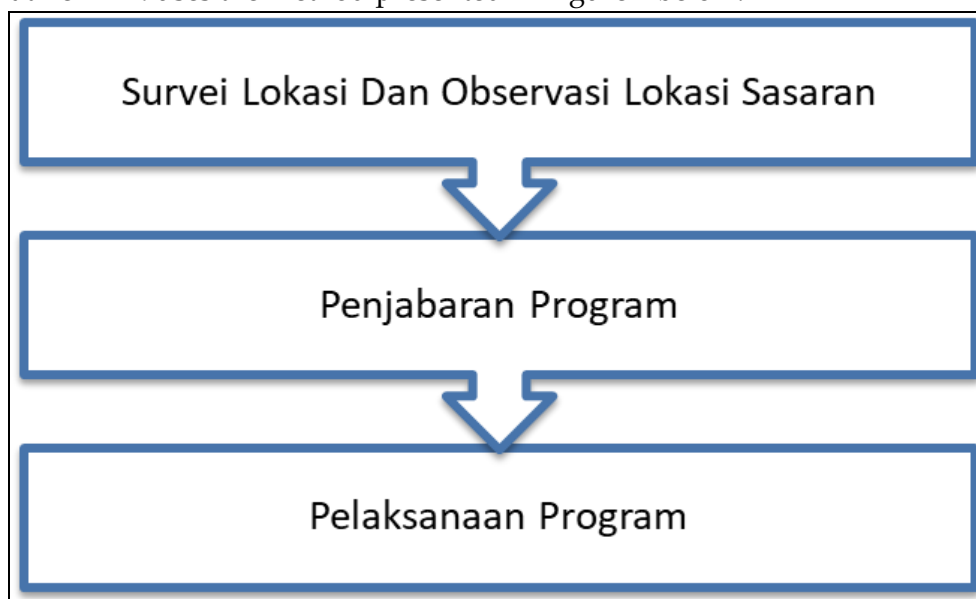 Survei Lokasi Dan Observasi Lokasi Sasaran
Penjabaran Program
Pelaksanaan Program